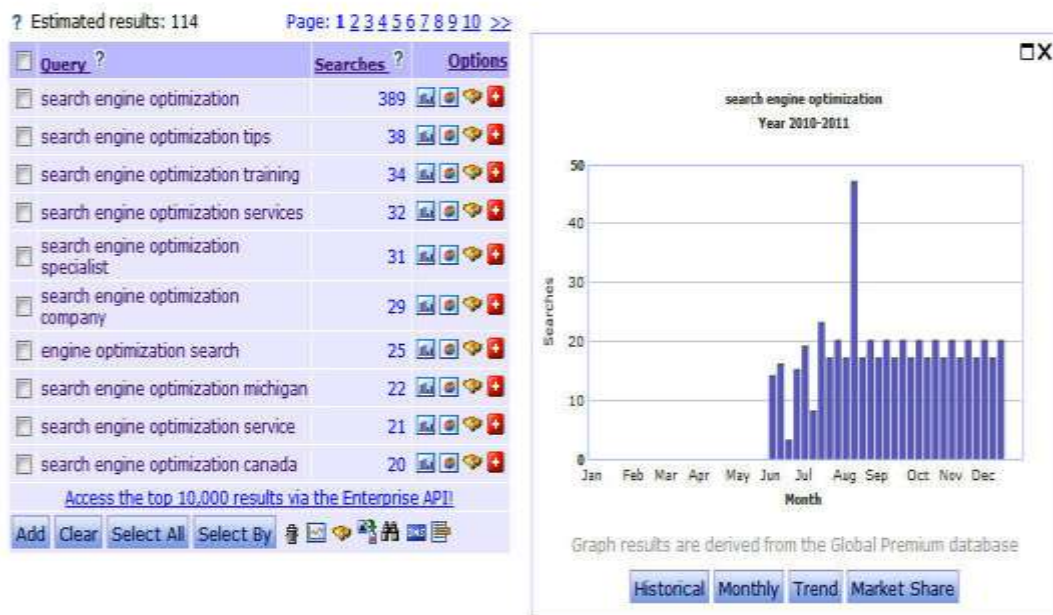 ? Estimated results: 114
Page: 1 2 3 4 5 6 7 8 9 10 >>
Query ? Searches ? Options
search engine optimization 389
search engine optimization tips 38
search engine optimization training 34
search engine optimization services 32
search engine optimization
specialist 31
search engine optimization
company 29
engine optimization search 25
search engine optimization michigan 22
search engine optimization service 21
search engine optimization canada 20
Access the top 10,000 results via the Enterprise API!
Add Clear Select All Select By
X
search engine optimization
Year 2010-2011
50
40
30
20
10
0
Searches
Jan Feb Mar Apr May Jun Jul Aug Sep Oct Nov Dec
Month
Graph results are derived from the Global Premium database
Historical Monthly Trend Market Share